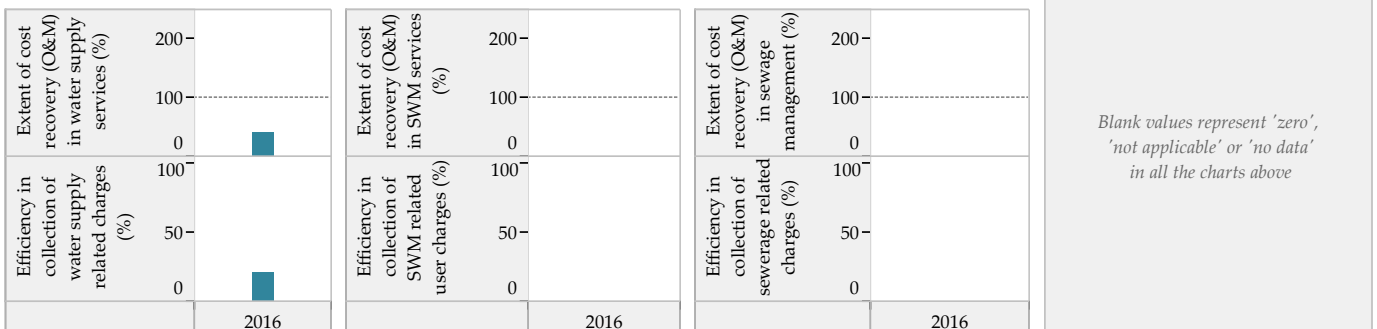 Extent of cost
recovery (O&M)
in water supply
services (%)
200
100
0
Efficiency in
collection of
water supply
related charges
(%)
100
50
0
2016
Extent of cost
recovery (O&M)
in SWM services
(%)
200
100
0
Efficiency in
collection of
SWM related
user charges (%)
100
50
0
2016
Extent of cost
recovery (O&M)
in sewage
management (%)
200
100
0
Efficiency in
collection of
sewerage related
charges (%)
100
50
0
2016
Blank values represent 'zero',
'not applicable' or 'no data'
in all the charts above